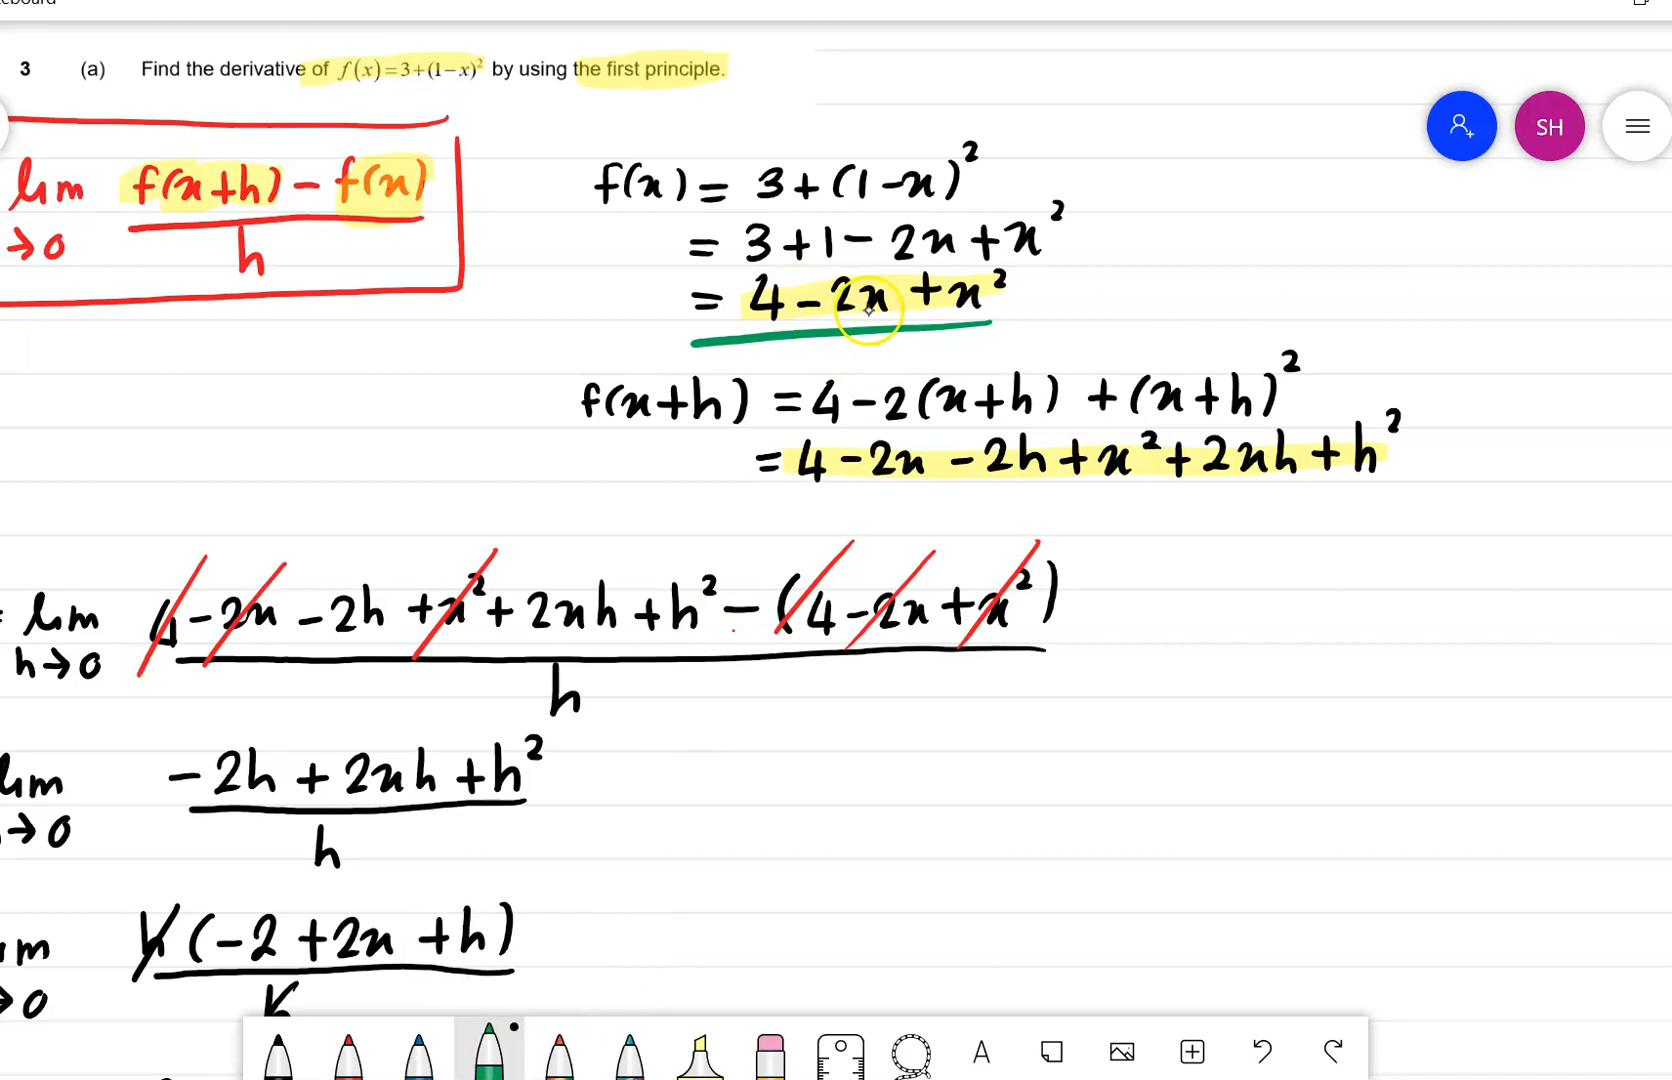 3 (a) Find the derivative of f(x)=3+(1−x)² by using the first principle.
SH
lim f(x+h) − f(x)
→0 h
f(x) = 3+(1−x)²
= 3+1−2x+x²
= 4−2x+x²
f(x+h) = 4−2(x+h) +(x+h)²
= 4−2x−2h+x²+2xh+h²
= lim 4−2x−2h+x²+2xh+h²−(4−2x+x²)
h→0 h
lim −2h+2xh+h²
→0 h
m h(−2+2x+h)
→0 h
A